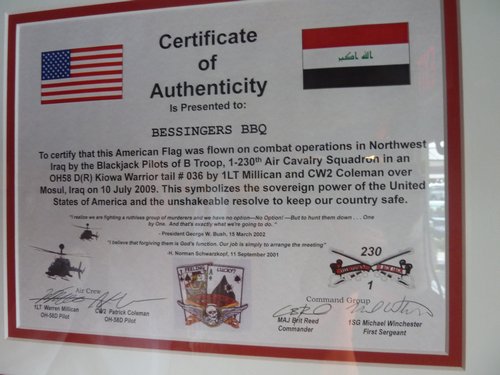 Certificate
of
Authenticity
Is Presented to:
BESSINGERS BBQ
To certify that this American Flag was flown on combat operations in Northwest
Iraq by the Blackjack Pilots of B Troop, 1-230th Air Cavalry Squadron in an
OH58 D(R) Kiowa Warrior tail # 036 by 1LT Millican and CW2 Coleman over
Mosul, Iraq on 10 July 2009. This symbolizes the sovereign power of the United
States of America and the unshakeable resolve to keep our country safe.
"I realize we are fighting a ruthless group of murderers and we have no option—No Option! —But to hunt them down . . . One
by One. And that's exactly what we're going to do. "
- President George W. Bush, 15 March 2002
"I believe that forgiving them is God's function. Our job is simply to arrange the meeting"
-H. Norman Schwarzkopf, 11 September 2001
Air Crew
1LT Warren Millican
OH-58D Pilot
CW2 Patrick Coleman
OH-58D Pilot
LUCKY?
230
1
Command Group
MAJ Brit Reed
Commander
1SG Michael Winchester
First Sergeant